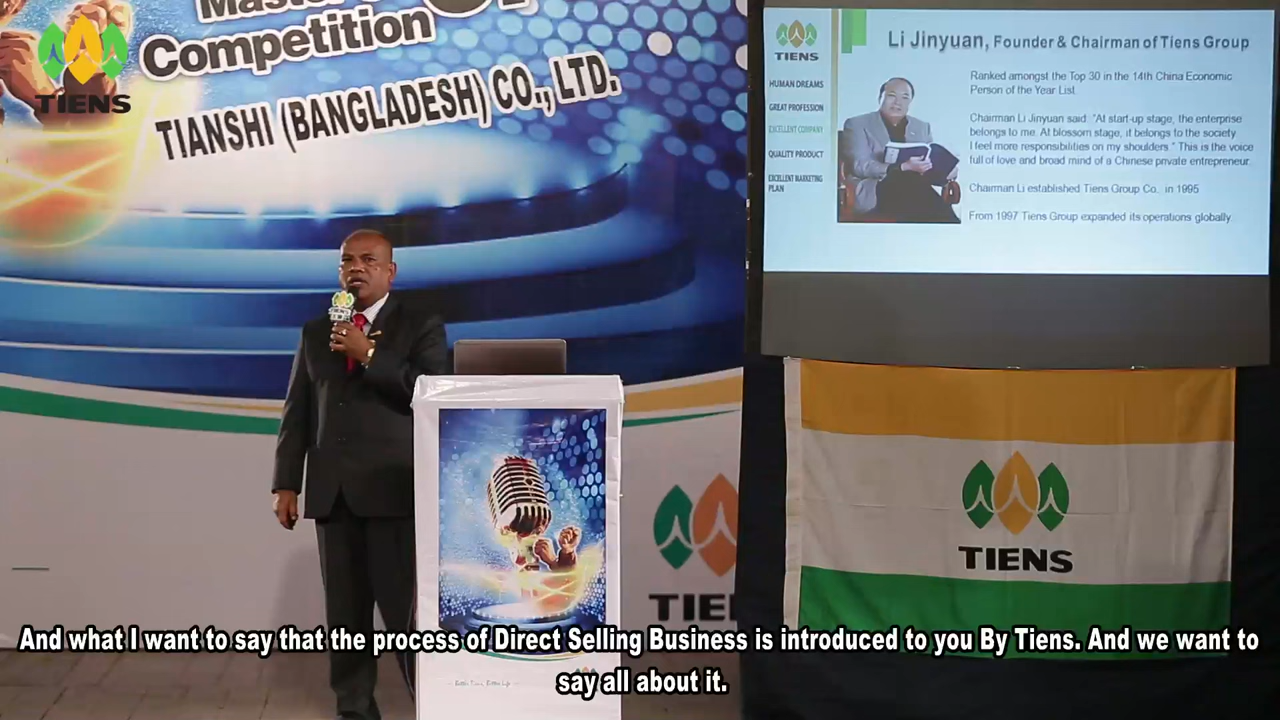 Master
Competition
TIANSHI (BANGLADESH) CO., LTD.
TIENS
TIENS
Li Jinyuan, Founder & Chairman of Tiens Group
HUMAN DREAMS
GREAT PROFESSION
EXCELLENT COMPANY
QUALITY PRODUCT
EXCELLENT MARKETING
PLAN
Ranked amongst the Top 30 in the 14th China Economic
Person of the Year List.
Chairman Li Jinyuan said: "At start-up stage, the enterprise
belongs to me. At blossom stage, it belongs to the society
I feel more responsibilities on my shoulders." This is the voice
full of love and broad mind of a Chinese private entrepreneur.
Chairman Li established Tiens Group Co., in 1995
From 1997 Tiens Group expanded its operations globally.
TIENS
TIENS
TIE
And what I want to say that the process of Direct Selling Business is introduced to you By Tiens. And we want to
say all about it.